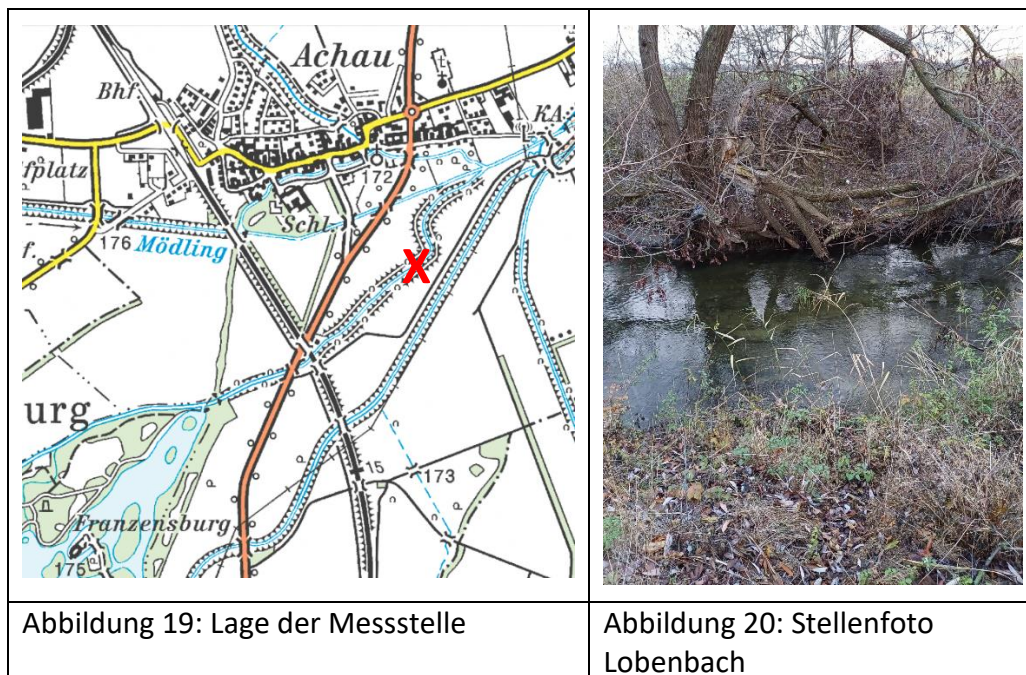 Achau
Bhf.
KA.
fplatz
172
Schl.
176
Mödling
f.
X
urg
15
173
Franzensburg
175
Abbildung 19: Lage der Messstelle
Abbildung 20: Stellenfoto
Lobenbach